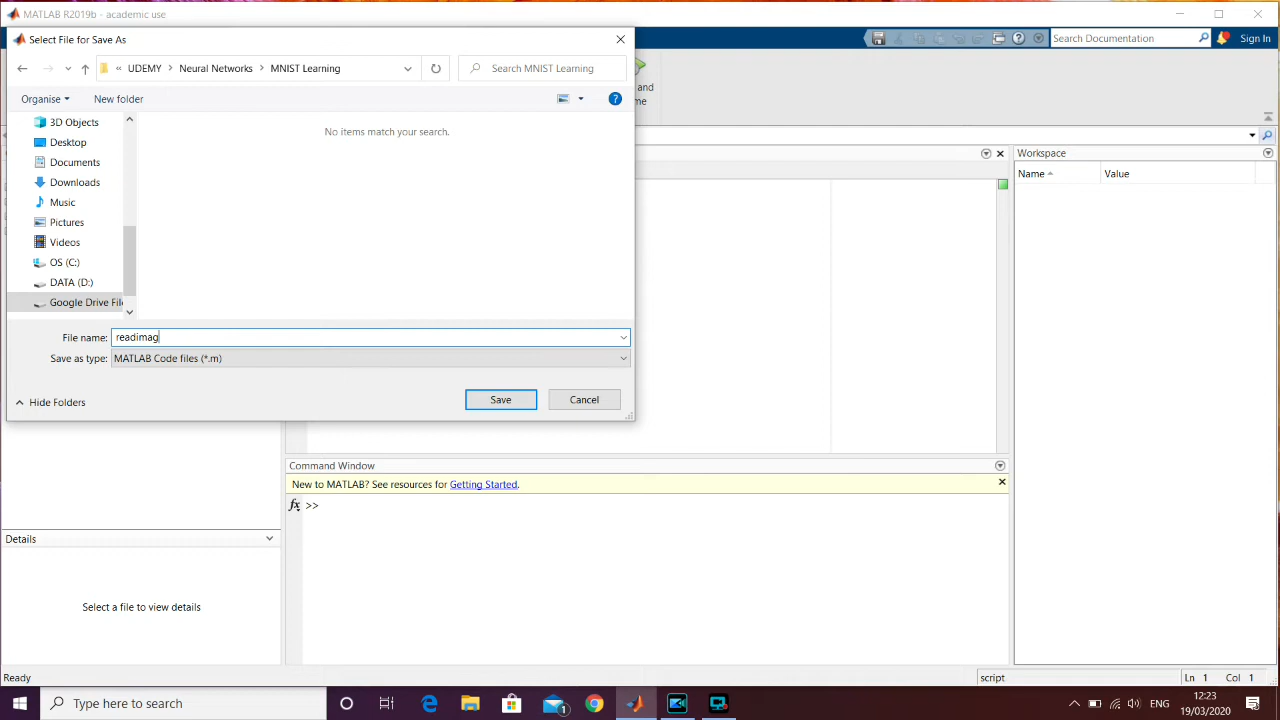 MATLAB R2019b - academic use
Select File for Save As
« UDEMY > Neural Networks > MNIST Learning
Search MNIST Learning
Search Documentation
Sign In
Organise
New folder
and
me
3D Objects
Desktop
Documents
Downloads
Music
Pictures
Videos
OS (C:)
DATA (D:)
Google Drive File
No items match your search.
File name: readimag
Save as type: MATLAB Code files (*.m)
Hide Folders
Save
Cancel
Workspace
Name
Value
Command Window
New to MATLAB? See resources for Getting Started.
fx >>
Details
Select a file to view details
Ready
script
Ln 1
Col 1
Type here to search
1
ENG
12:23
19/03/2020